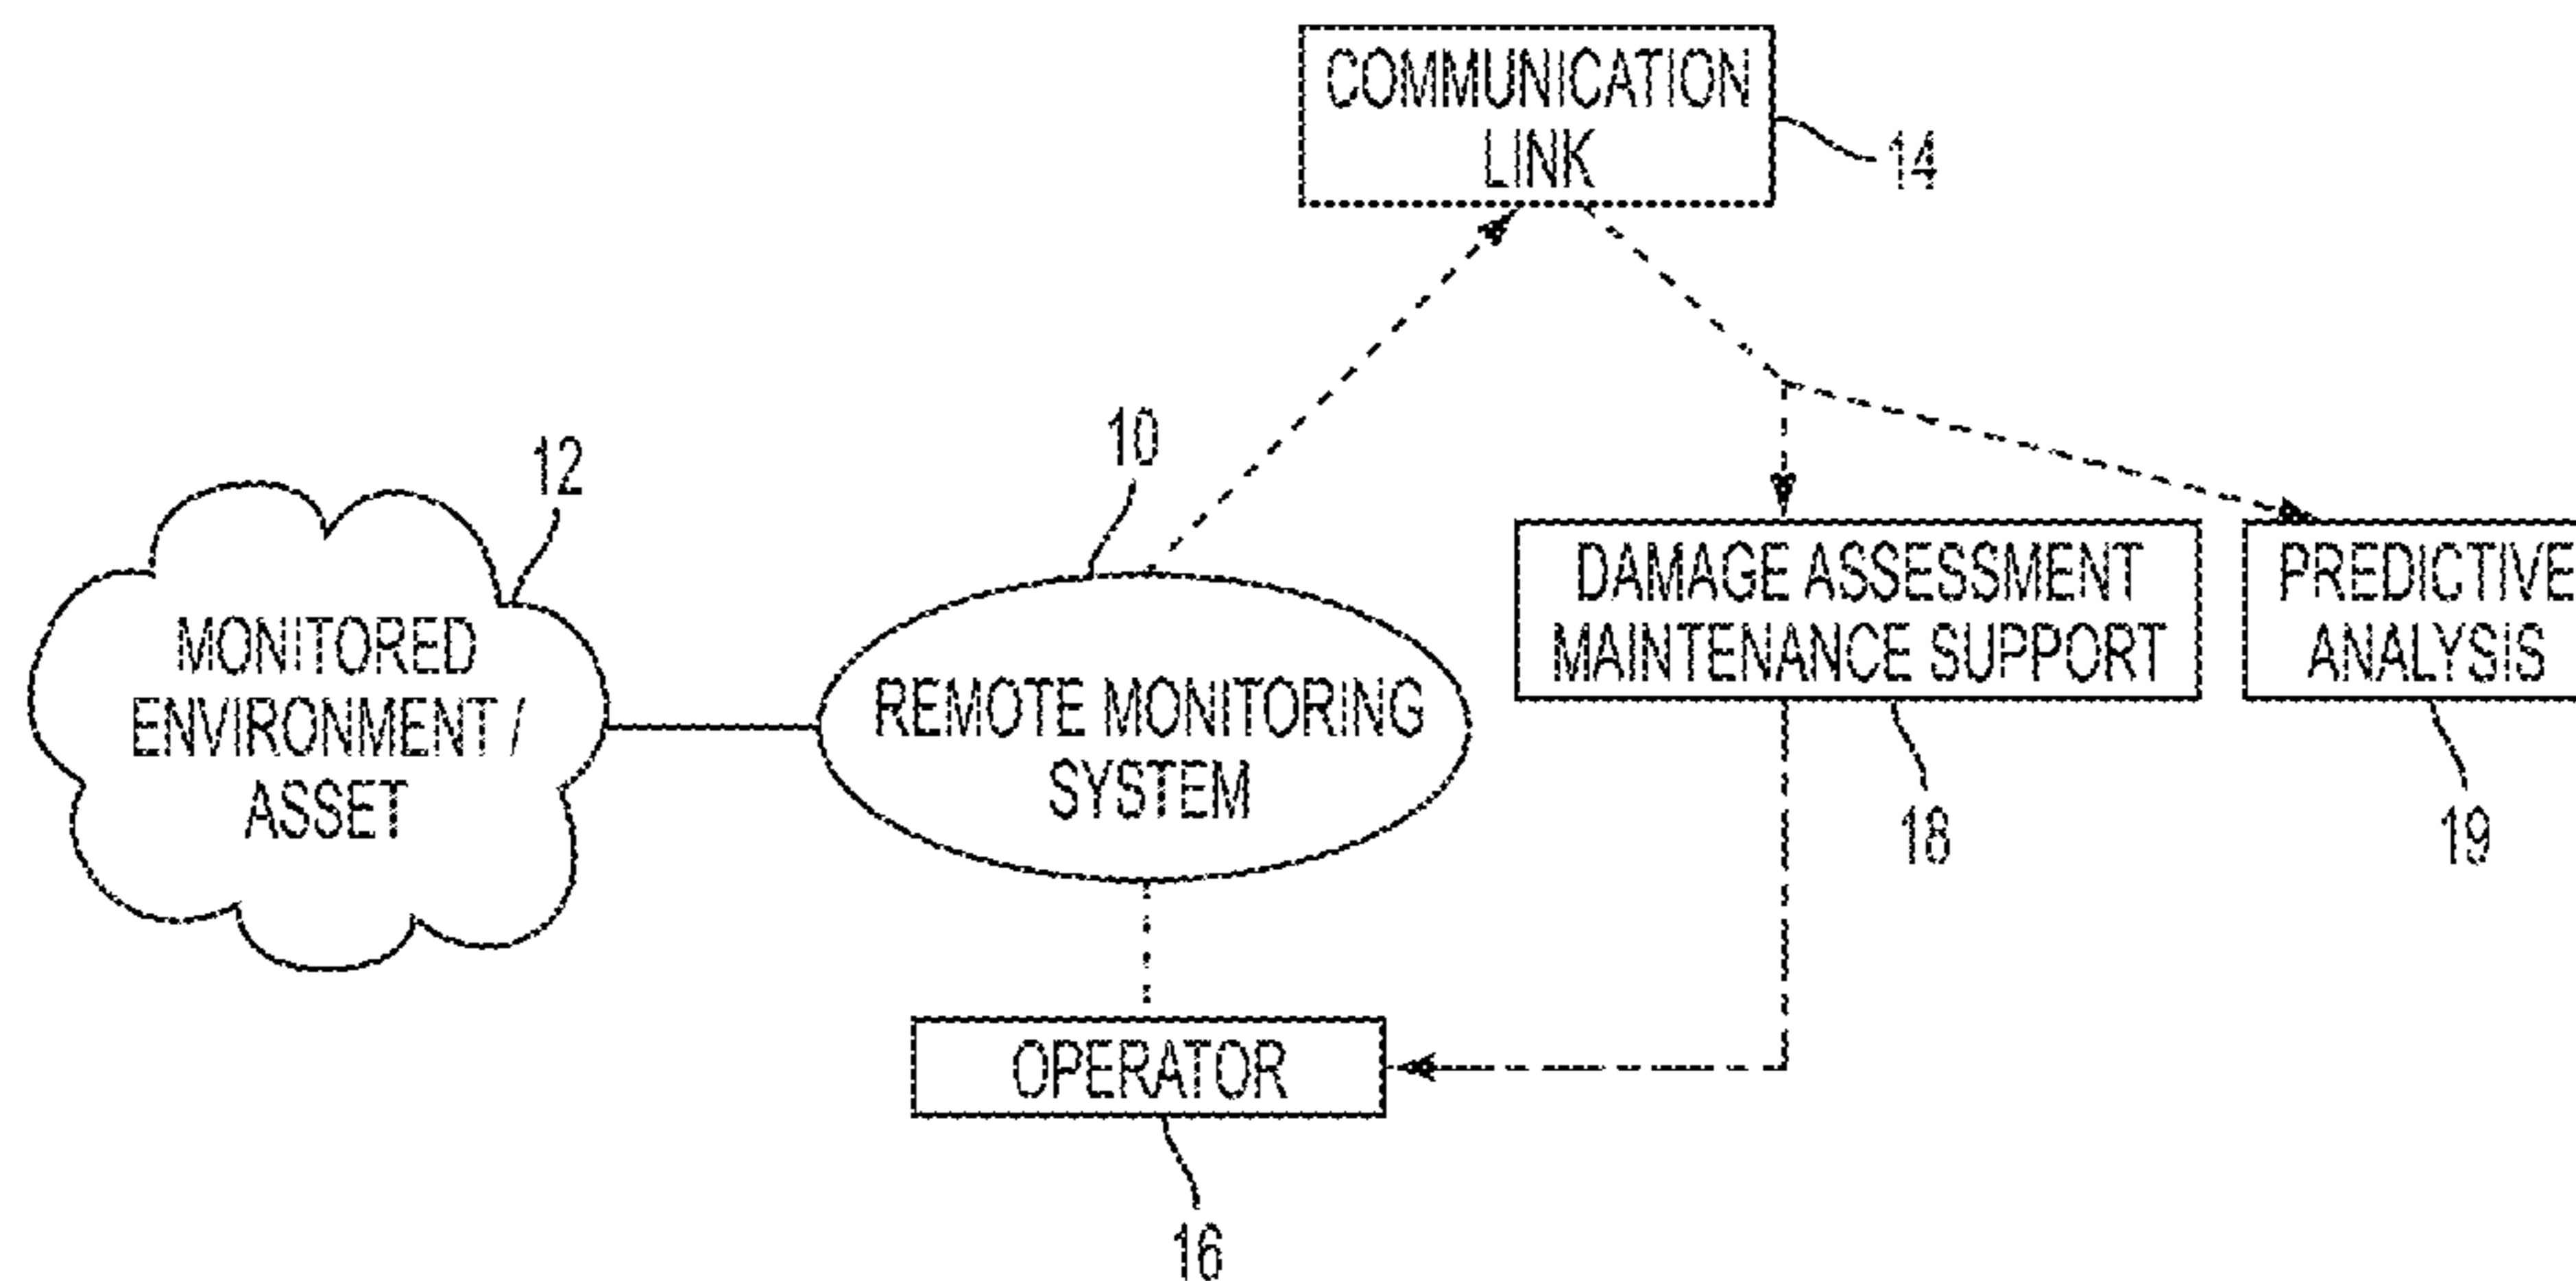 COMMUNICATION
LINK
14
10
12
DAMAGE ASSESSMENT
MAINTENANCE SUPPORT
PREDICTIVE
ANALYSIS
MONITORED
ENVIRONMENT /
ASSET
REMOTE MONITORING
SYSTEM
18
19
OPERATOR
16